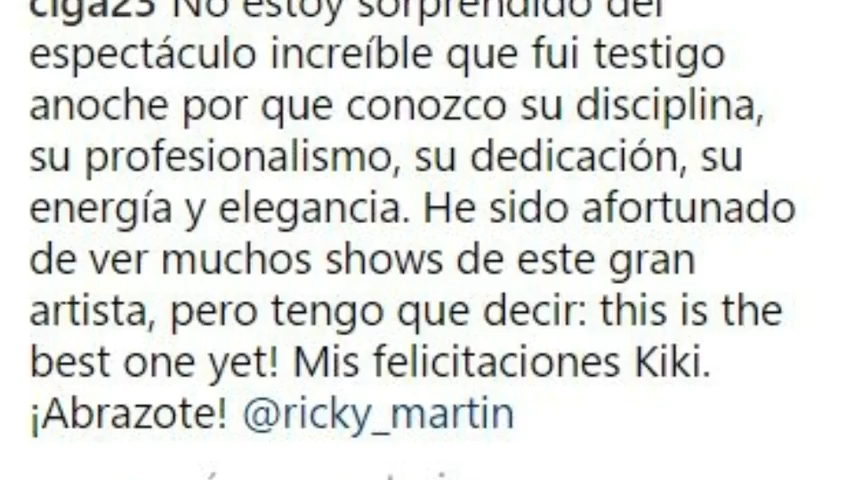 ciga23 No estoy sorprendido del
espectáculo increíble que fui testigo
anoche por que conozco su disciplina,
su profesionalismo, su dedicación, su
energía y elegancia. He sido afortunado
de ver muchos shows de este gran
artista, pero tengo que decir: this is the
best one yet! Mis felicitaciones Kiki.
¡Abrazote! @ricky_martin